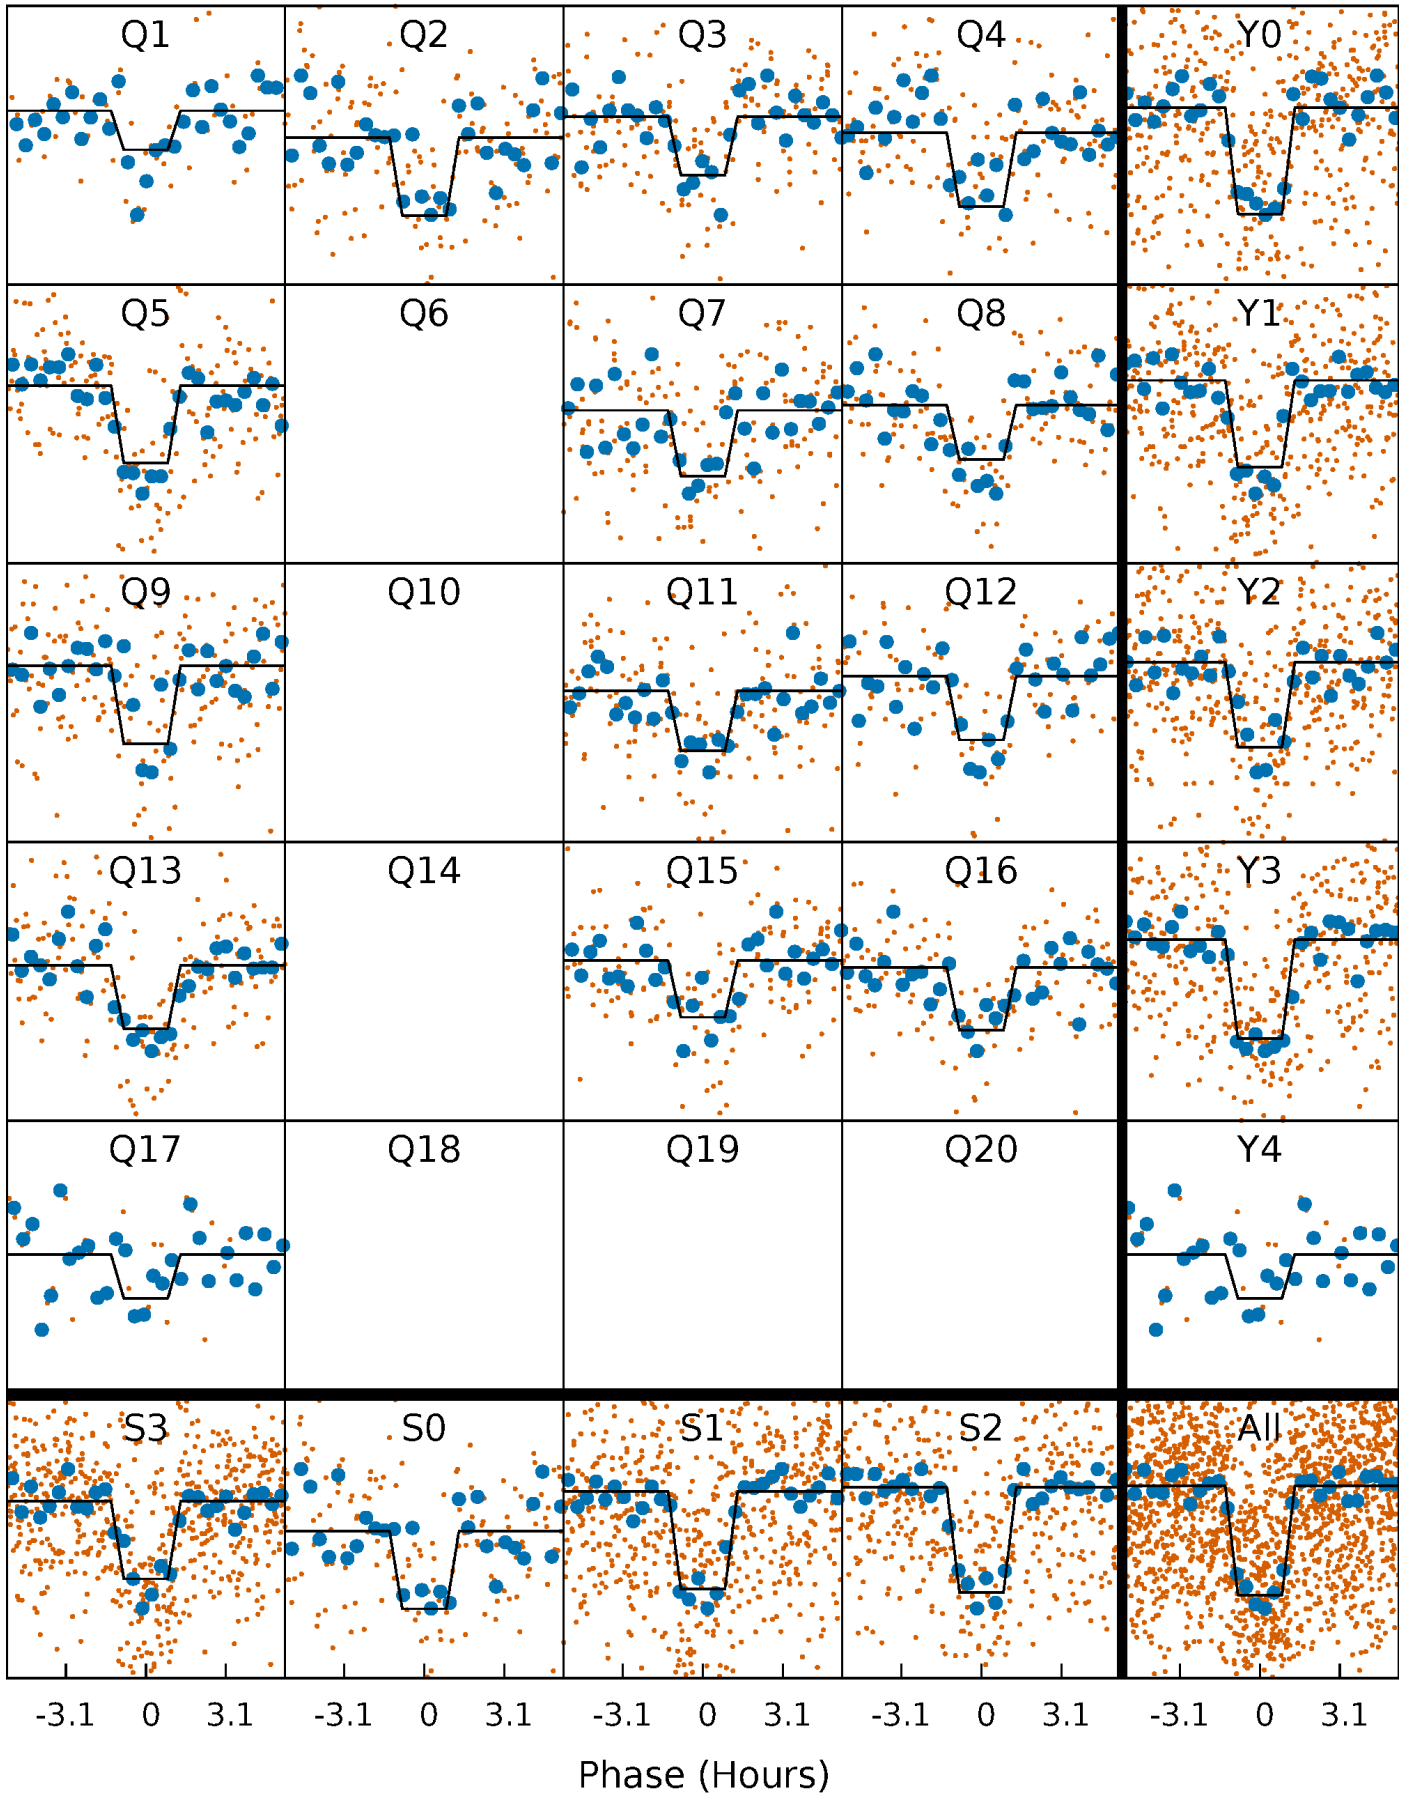 Q1 Q2 Q3 Q4 Y0
Q5 Q6 Q7 Q8 Y1
Q9 Q10 Q11 Q12 Y2
Q13 Q14 Q15 Q16 Y3
Q17 Q18 Q19 Q20 Y4
S3 S0 S1 S2 All
-3.1 0 3.1 -3.1 0 3.1 -3.1 0 3.1 -3.1 0 3.1 -3.1 0 3.1
Phase (Hours)